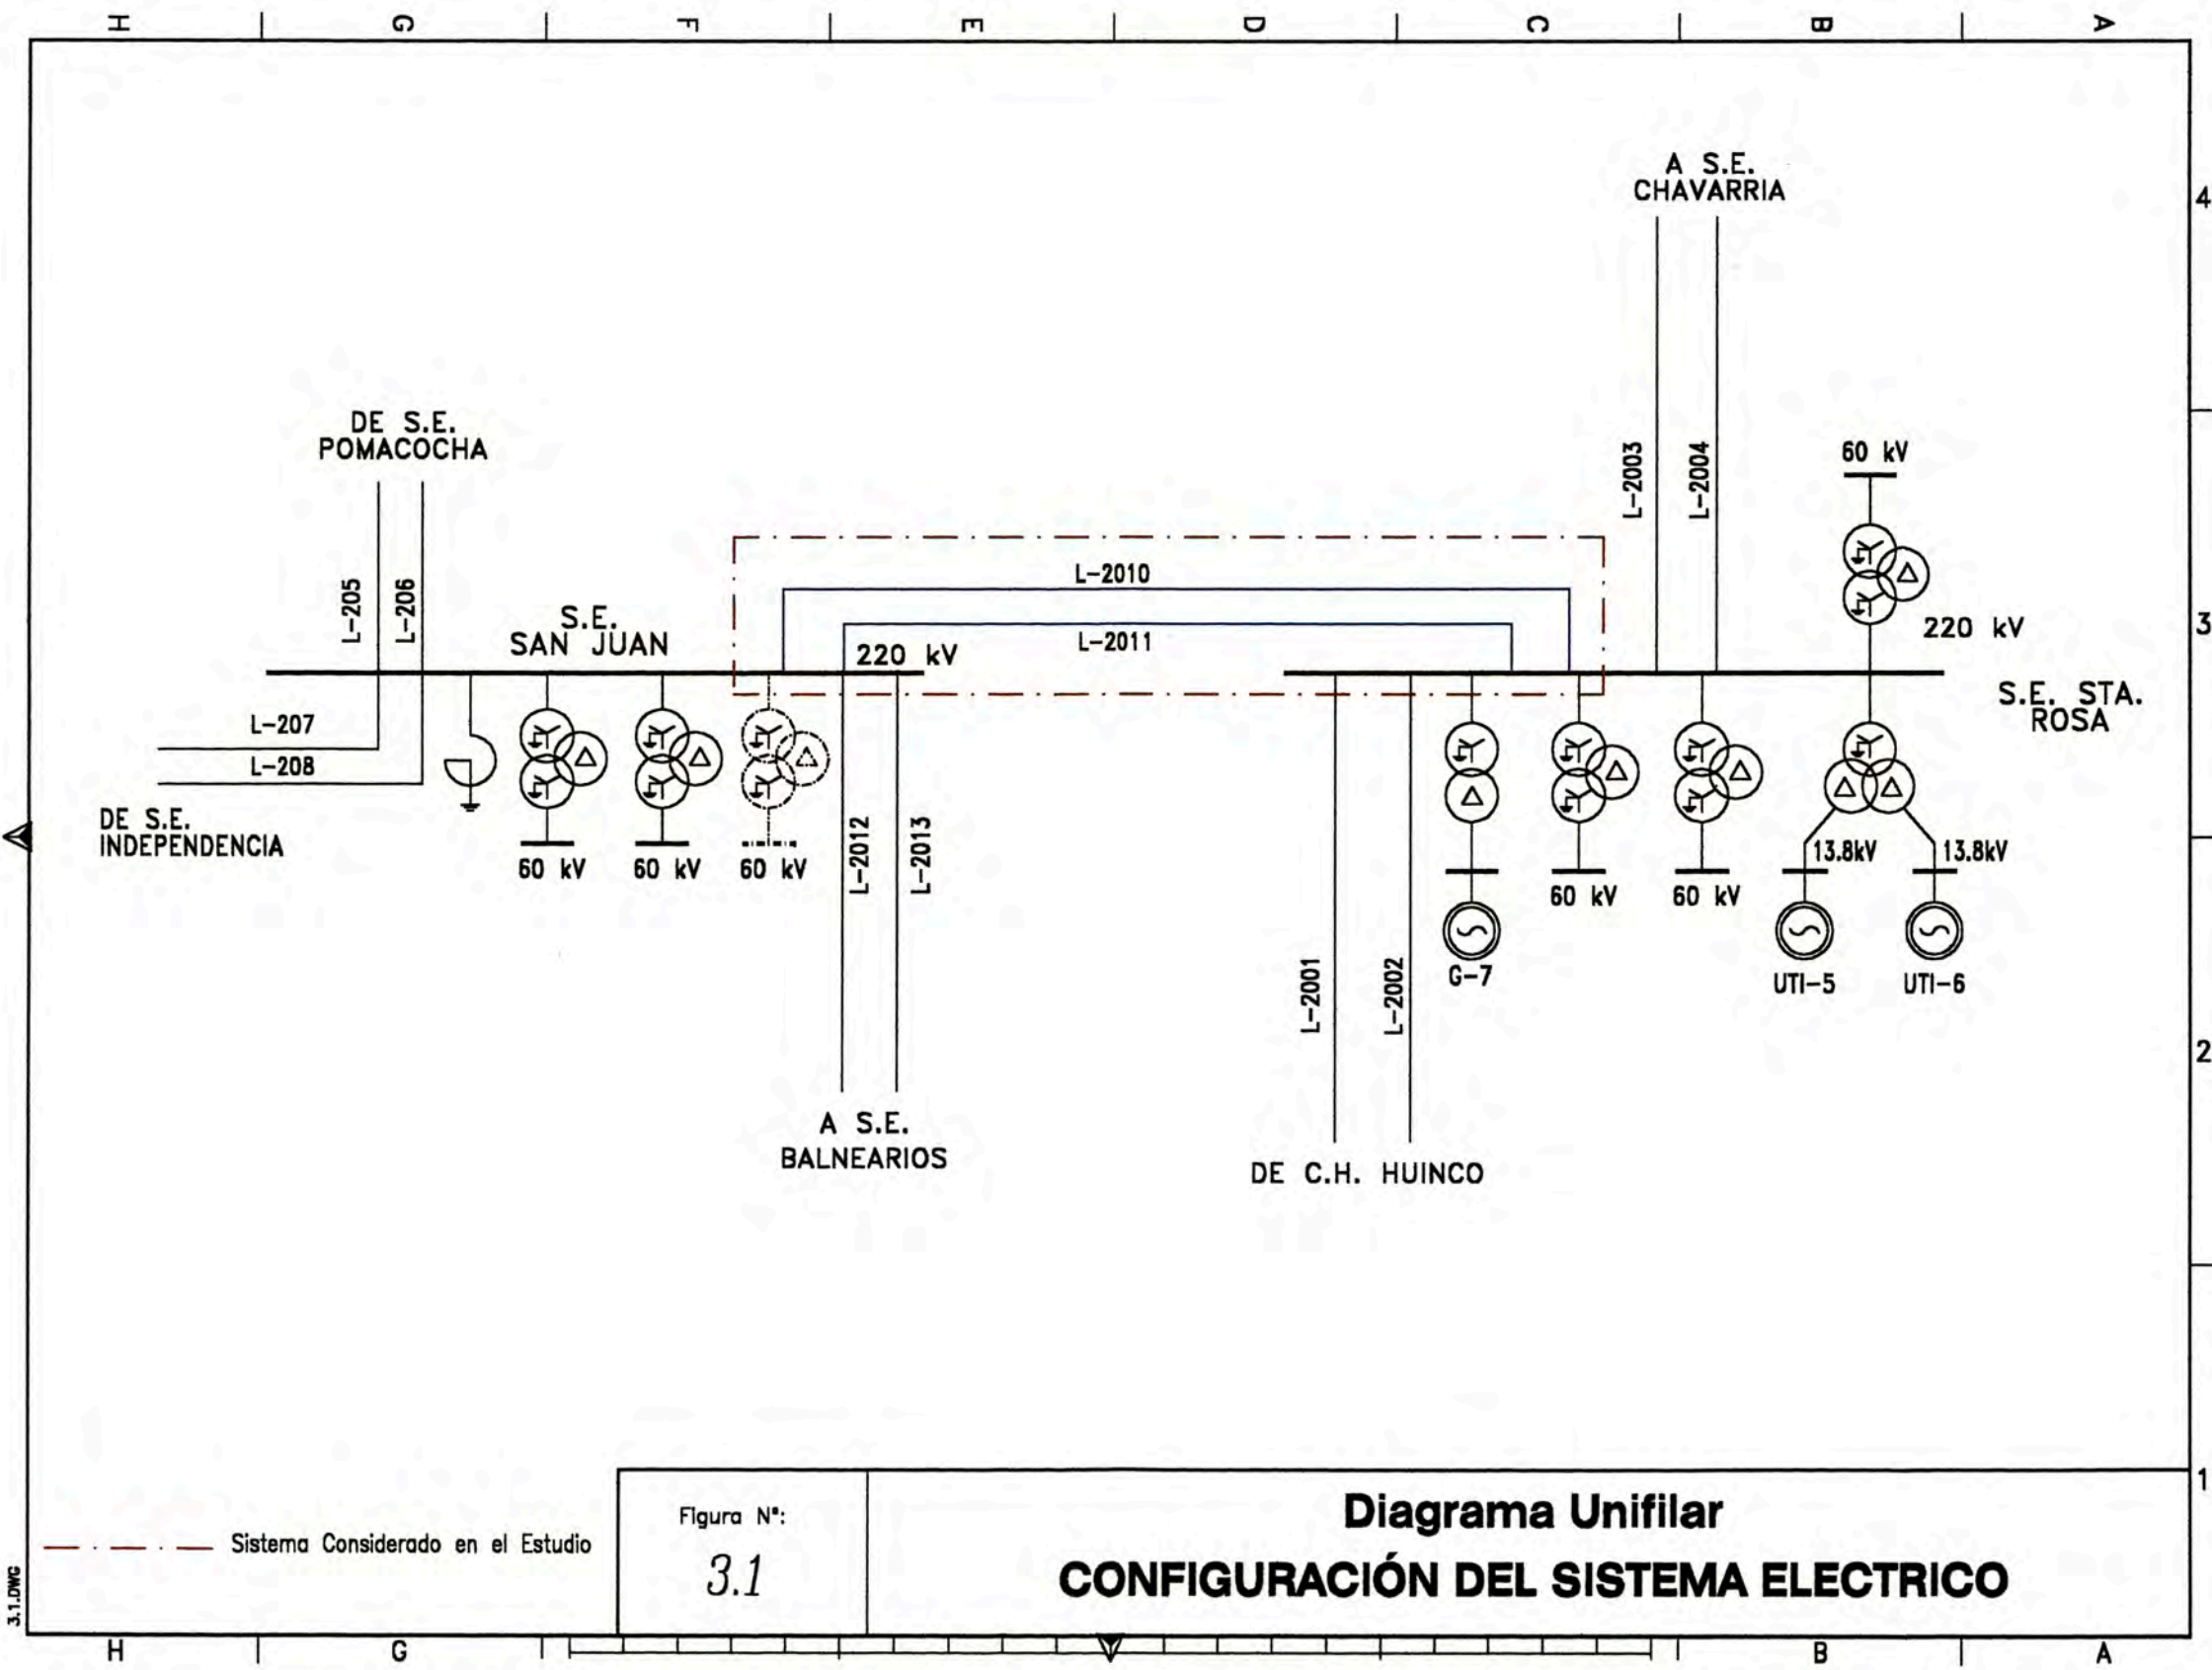 H G F E D C B A
A S.E.
CHAVARRIA
4
DE S.E.
POMACOCHA
L-2003
L-2004
60 kV
L-205
L-206
S.E.
SAN JUAN
L-2010
L-2011
220 kV
220 kV
3
S.E. STA.
ROSA
L-207
L-208
DE S.E.
INDEPENDENCIA
60 kV
60 kV
60 kV
L-2012
L-2013
13.8kV
13.8kV
60 kV
60 kV
L-2001
L-2002
G-7
UTI-5
UTI-6
2
A S.E.
BALNEARIOS
DE C.H. HUINCO
1
Sistema Considerado en el Estudio
Figura N°:
3.1
Diagrama Unifilar
CONFIGURACIÓN DEL SISTEMA ELECTRICO
3.1.DWG
H G B A